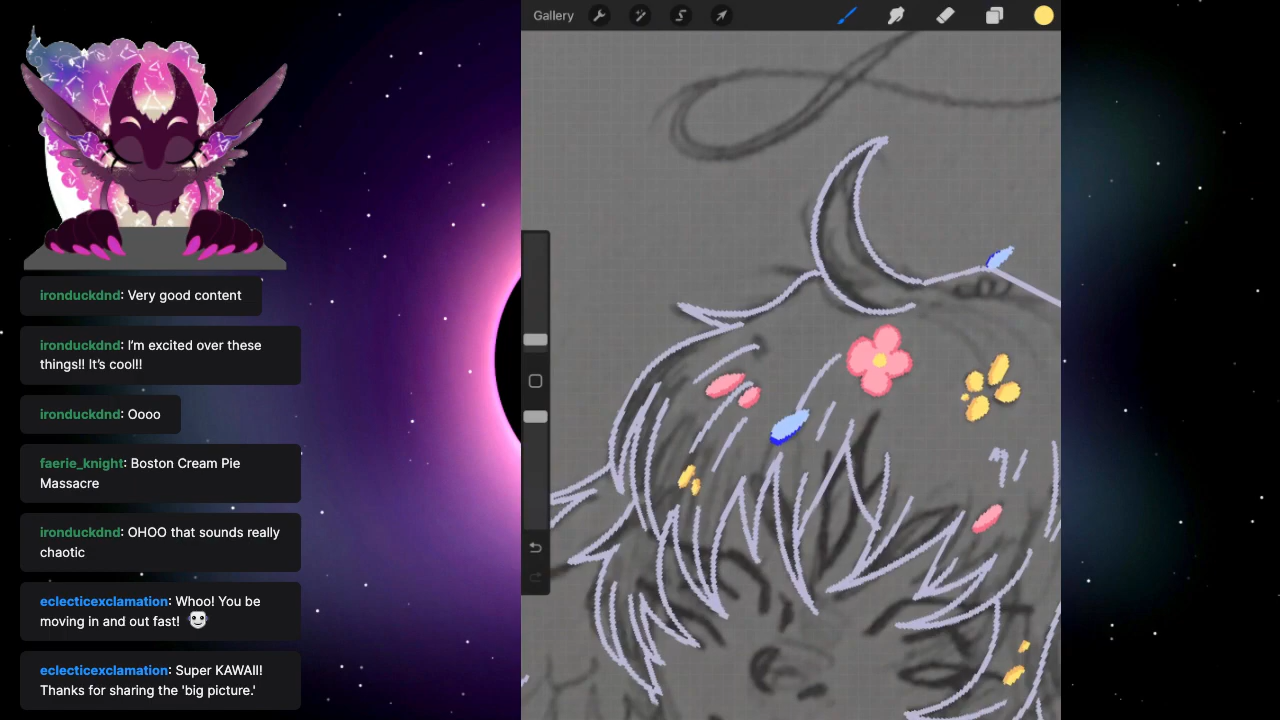 Gallery
ironduckdnd: Very good content
ironduckdnd: I'm excited over these
things!! It's cool!!
ironduckdnd: Oooo
faerie_knight: Boston Cream Pie
Massacre
ironduckdnd: OHOO that sounds really
chaotic
eclecticexclamation: Whoo! You be
moving in and out fast!
eclecticexclamation: Super KAWAII!
Thanks for sharing the 'big picture.'